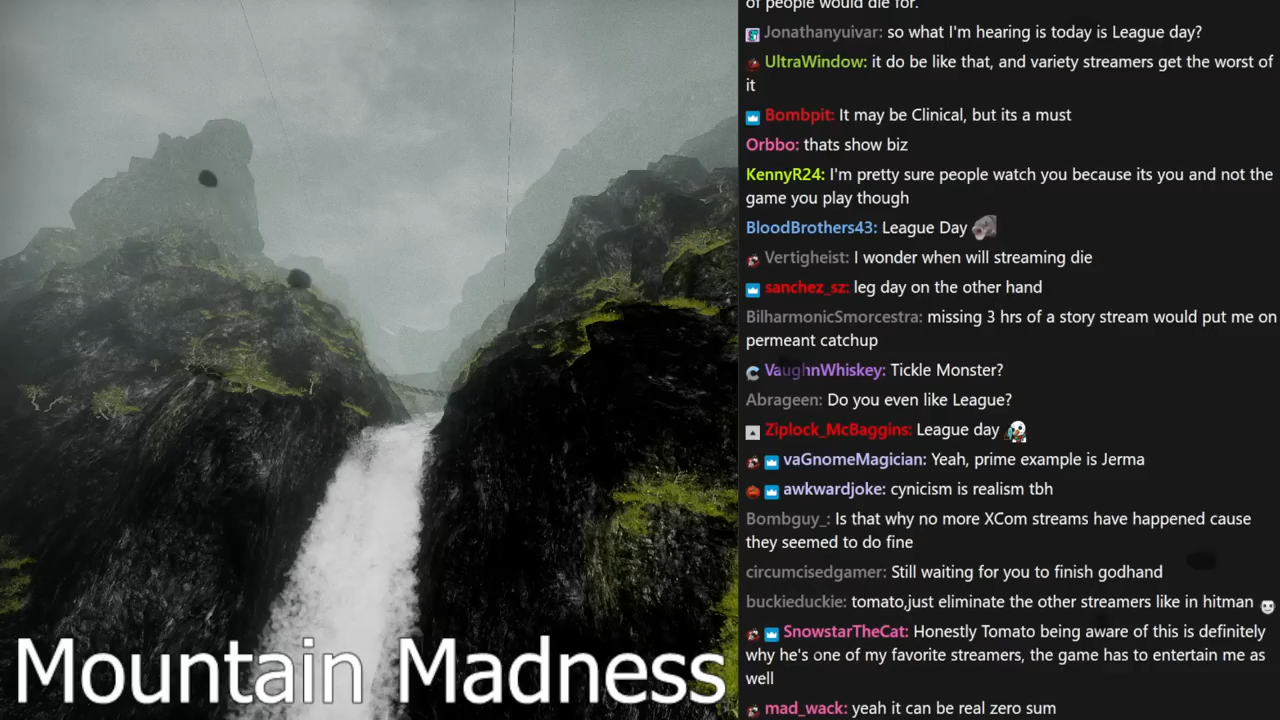 of people would die for.
Jonathanyuivar: so what I'm hearing is today is League day?
UltraWindow: it do be like that, and variety streamers get the worst of
it
Bombpit: It may be Clinical, but its a must
Orbbo: thats show biz
KennyR24: I'm pretty sure people watch you because its you and not the
game you play though
BloodBrothers43: League Day
Vertigheist: I wonder when will streaming die
sanchez_sz: leg day on the other hand
BilharmonicSmorcestra: missing 3 hrs of a story stream would put me on
permeant catchup
VaughnWhiskey: Tickle Monster?
Abrageen: Do you even like League?
Ziplock_McBaggins: League day
vaGnomeMagician: Yeah, prime example is Jerma
awkwardjoke: cynicism is realism tbh
Bombguy_: Is that why no more XCom streams have happened cause
they seemed to do fine
circumcisedgamer: Still waiting for you to finish godhand
buckieduckie: tomato,just eliminate the other streamers like in hitman
SnowstarTheCat: Honestly Tomato being aware of this is definitely
why he's one of my favorite streamers, the game has to entertain me as
well
mad_wack: yeah it can be real zero sum
Mountain Madness